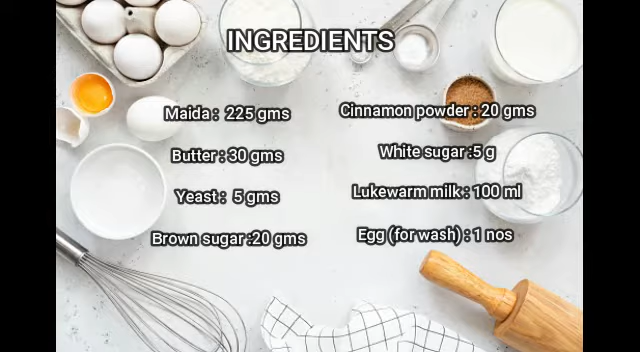 INGREDIENTS
Maida : 225 gms
Butter : 30 gms
Yeast : 5 gms
Brown sugar :20 gms
Cinnamon powder : 20 gms
White sugar :5 g
Lukewarm milk : 100 ml
Egg (for wash) : 1 nos